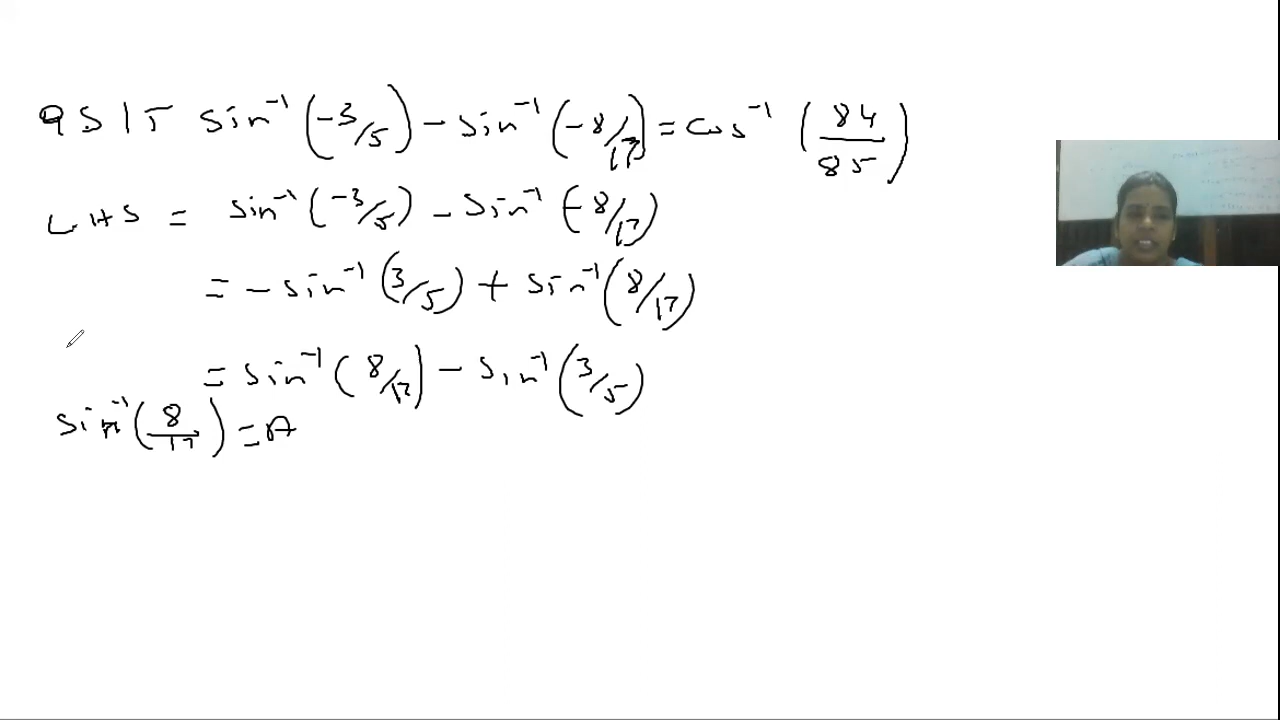 9 S 1 T sin⁻¹(-3/5) - sin⁻¹(-8/17) = cos⁻¹(84/85)
LHS = sin⁻¹(-3/5) - sin⁻¹(-8/17)
= - sin⁻¹(3/5) + sin⁻¹(8/17)
= sin⁻¹(8/17) - sin⁻¹(3/5)
sin⁻¹(8/17) = A